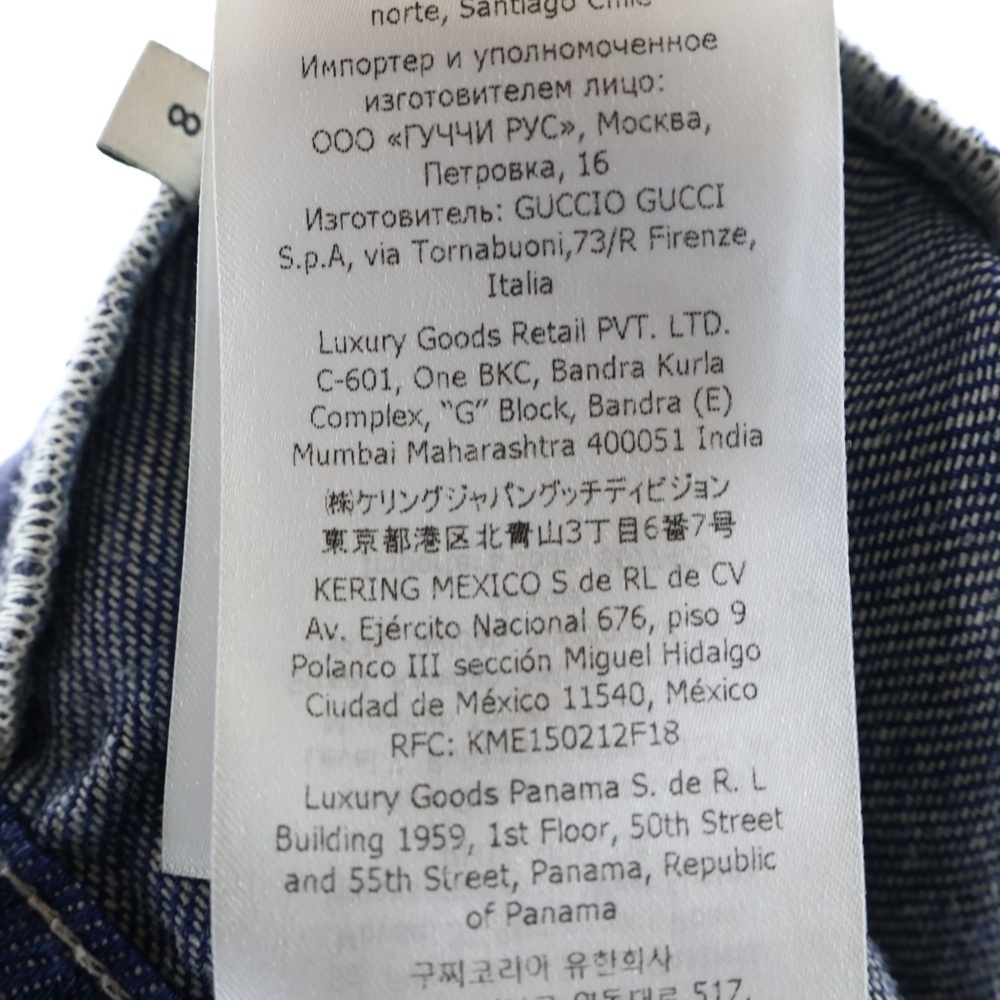 8
norte, Santiago Chile
Импортер и уполномоченное
изготовителем лицо:
ООО «ГУЧЧИ РУС», Москва,
Петровка, 16
Изготовитель: GUCCIO GUCCI
S.p.A, via Tornabuoni,73/R Firenze,
Italia
Luxury Goods Retail PVT. LTD.
C-601, One BKC, Bandra Kurla
Complex, “G” Block, Bandra (E)
Mumbai Maharashtra 400051 India
㈱ケリングジャパングッチディビジョン
東京都港区北青山3丁目6番7号
KERING MEXICO S de RL de CV
Av. Ejército Nacional 676, piso 9
Polanco III sección Miguel Hidalgo
Ciudad de México 11540, México
RFC: KME150212F18
Luxury Goods Panama S. de R. L
Building 1959, 1st Floor, 50th Street
and 55th Street, Panama, Republic
of Panama
구찌코리아 유한회사
517,